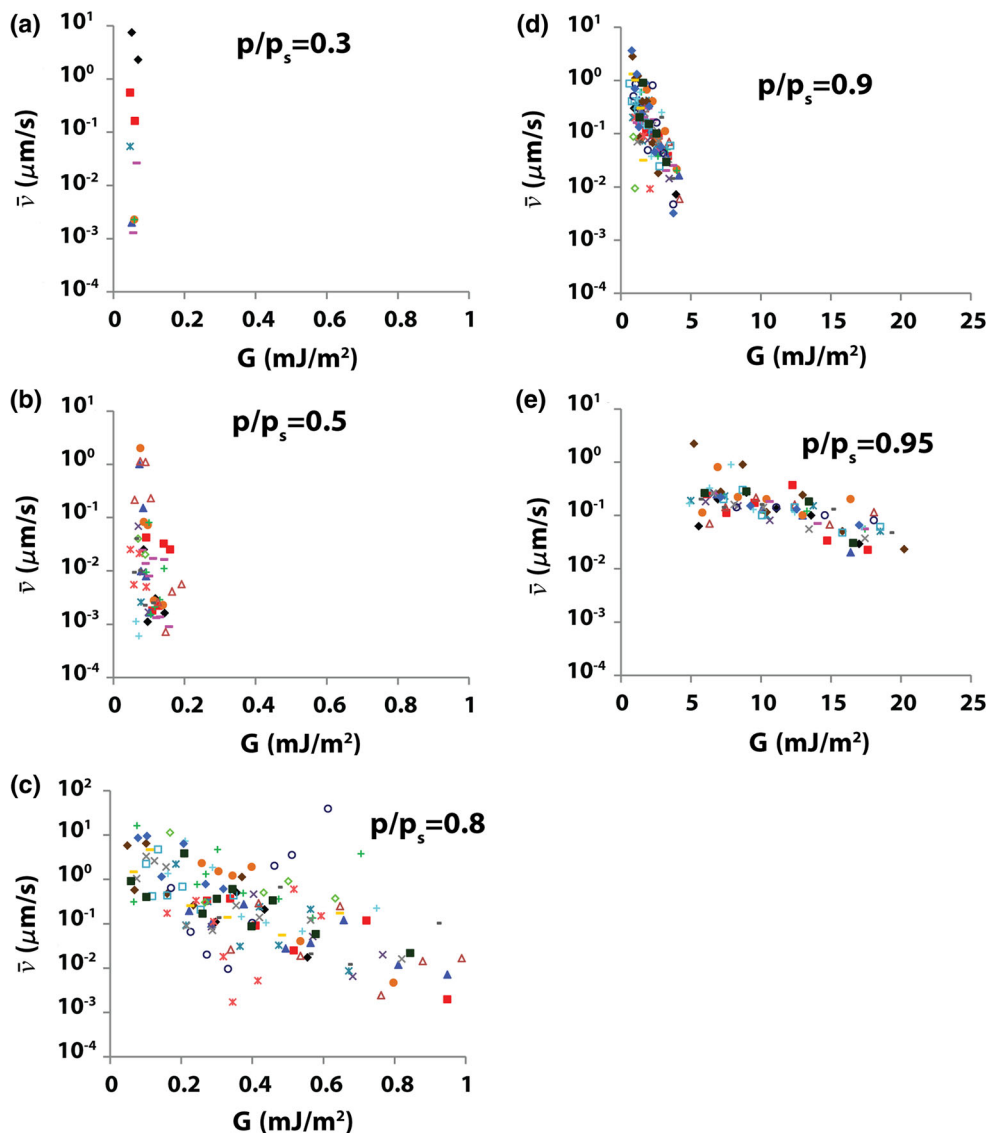 (a)
p/ps=0.3
10¹
10⁰
10⁻¹
10⁻²
10⁻³
10⁻⁴
v̄ (μm/s)
0 0.2 0.4 0.6 0.8 1
G (mJ/m²)
(b)
p/ps=0.5
10¹
10⁰
10⁻¹
10⁻²
10⁻³
10⁻⁴
v̄ (μm/s)
0 0.2 0.4 0.6 0.8 1
G (mJ/m²)
(c)
p/ps=0.8
10²
10¹
10⁰
10⁻¹
10⁻²
10⁻³
10⁻⁴
v̄ (μm/s)
0 0.2 0.4 0.6 0.8 1
G (mJ/m²)
(d)
p/ps=0.9
10¹
10⁰
10⁻¹
10⁻²
10⁻³
10⁻⁴
v̄ (μm/s)
0 5 10 15 20 25
G (mJ/m²)
(e)
p/ps=0.95
10¹
10⁰
10⁻¹
10⁻²
10⁻³
10⁻⁴
v̄ (μm/s)
0 5 10 15 20 25
G (mJ/m²)